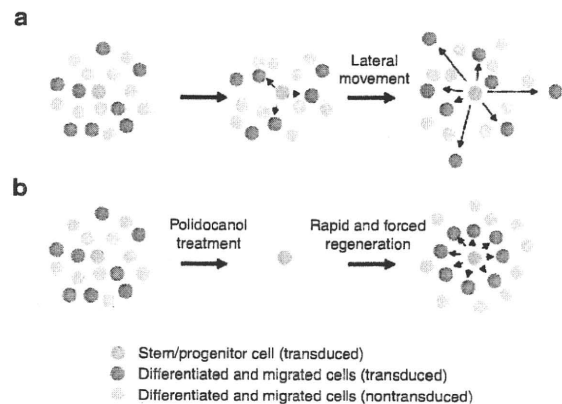 a
Lateral
movement
b
Polidocanol
treatment
Rapid and forced
regeneration
Stem/progenitor cell (transduced)
Differentiated and migrated cells (transduced)
Differentiated and migrated cells (nontransduced)